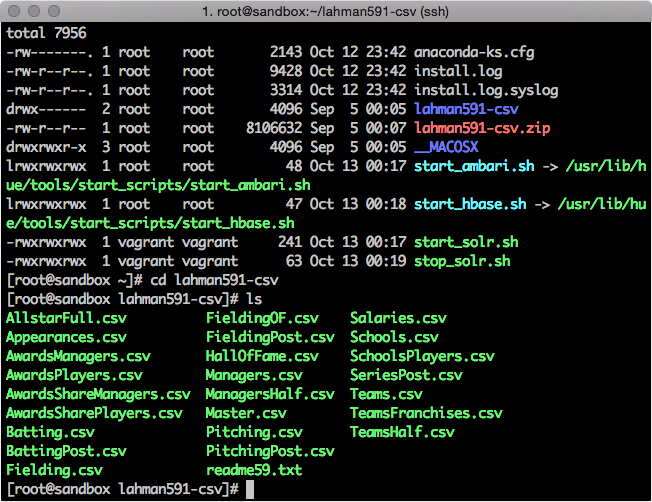 1. root@sandbox:~/lahman591-csv (ssh)
total 7956
-rw-------. 1 root    root       2143 Oct 12 23:42 anaconda-ks.cfg
-rw-r--r--. 1 root    root       9428 Oct 12 23:42 install.log
-rw-r--r--. 1 root    root       3314 Oct 12 23:42 install.log.syslog
drwx------  2 root    root       4096 Sep  5 00:05 lahman591-csv
-rw-r--r--  1 root    root    8106632 Sep  5 00:07 lahman591-csv.zip
drwxrwxr-x  3 root    root       4096 Sep  5 00:05 __MACOSX
lrwxrwxrwx  1 root    root         48 Oct 13 00:17 start_ambari.sh -> /usr/lib/h
ue/tools/start_scripts/start_ambari.sh
lrwxrwxrwx  1 root    root         47 Oct 13 00:18 start_hbase.sh -> /usr/lib/hu
e/tools/start_scripts/start_hbase.sh
-rwxrwxrwx  1 vagrant vagrant     241 Oct 13 00:17 start_solr.sh
-rwxrwxrwx  1 vagrant vagrant      63 Oct 13 00:19 stop_solr.sh
[root@sandbox ~]# cd lahman591-csv
[root@sandbox lahman591-csv]# ls
AllstarFull.csv          FieldingOF.csv    Salaries.csv
Appearances.csv          FieldingPost.csv  Schools.csv
AwardsManagers.csv       HallOfFame.csv    SchoolsPlayers.csv
AwardsPlayers.csv        Managers.csv      SeriesPost.csv
AwardsShareManagers.csv  ManagersHalf.csv  Teams.csv
AwardsSharePlayers.csv   Master.csv        TeamsFranchises.csv
Batting.csv              Pitching.csv      TeamsHalf.csv
BattingPost.csv          PitchingPost.csv
Fielding.csv             readme59.txt
[root@sandbox lahman591-csv]#